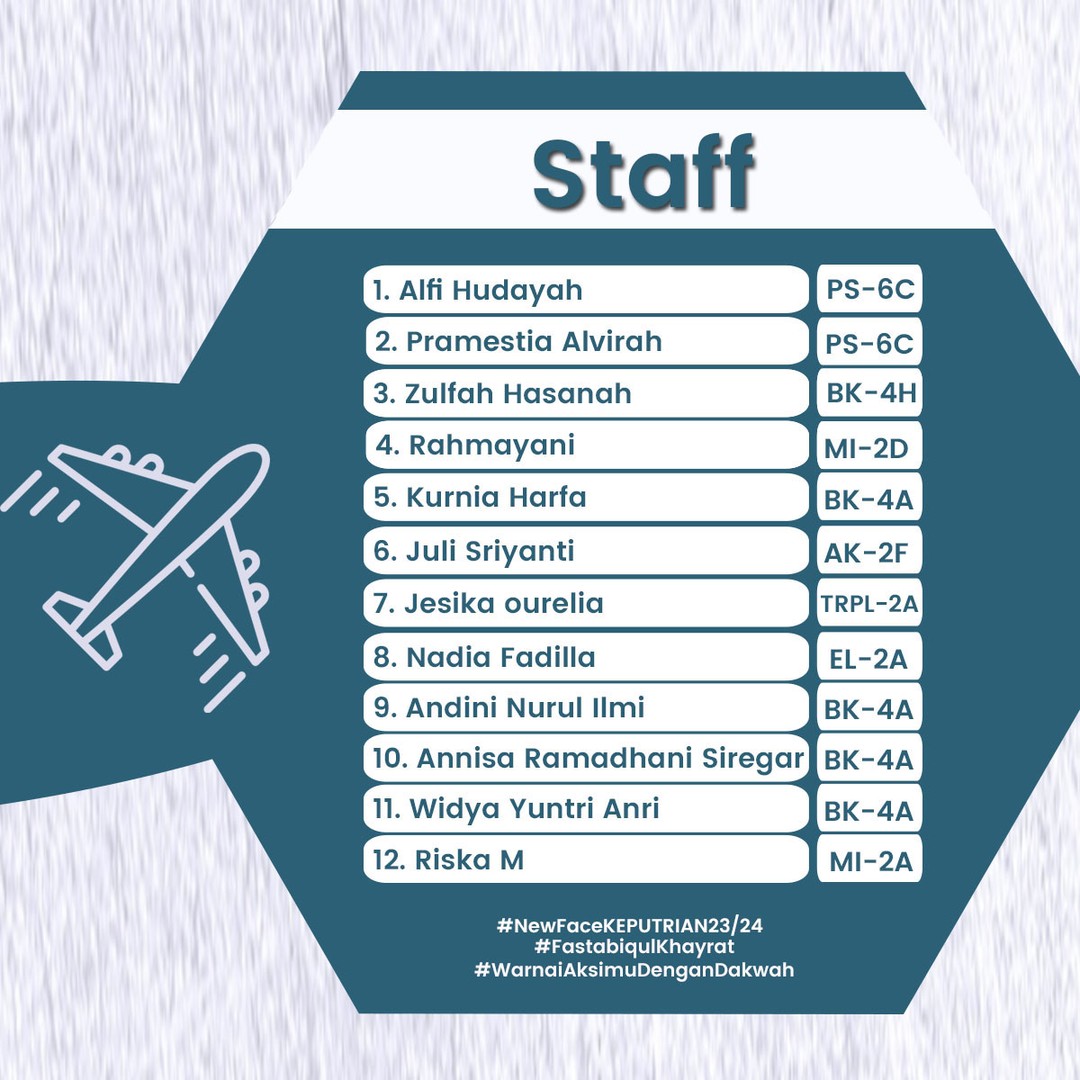 Staff
1. Alfi Hudayah PS-6C
2. Pramestia Alvirah PS-6C
3. Zulfah Hasanah BK-4H
4. Rahmayani MI-2D
5. Kurnia Harfa BK-4A
6. Juli Sriyanti AK-2F
7. Jesika ourelia TRPL-2A
8. Nadia Fadilla EL-2A
9. Andini Nurul Ilmi BK-4A
10. Annisa Ramadhani Siregar BK-4A
11. Widya Yuntri Anri BK-4A
12. Riska M MI-2A
#NewFaceKEPUTRIAN23/24
#FastabiqulKhayrat
#WarnaiAksimuDenganDakwah